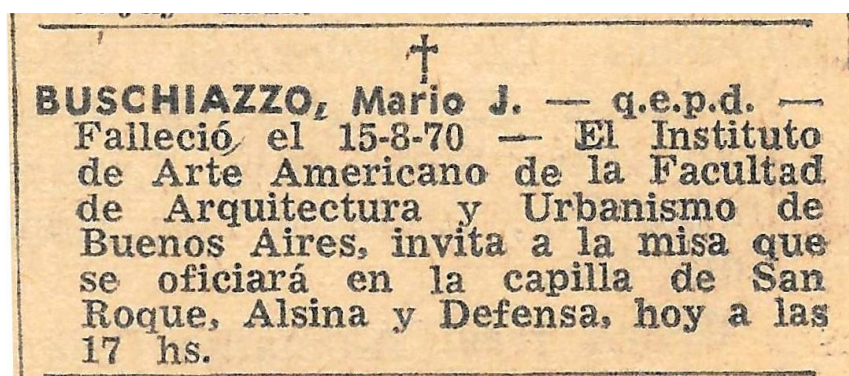 BUSCHIAZZO, Mario J. — q.e.p.d. —
Falleció, el 15-8-70 — El Instituto
de Arte Americano de la Facultad
de Arquitectura y Urbanismo de
Buenos Aires, invita a la misa que
se oficiará en la capilla de San
Roque, Alsina y Defensa, hoy a las
17 hs.